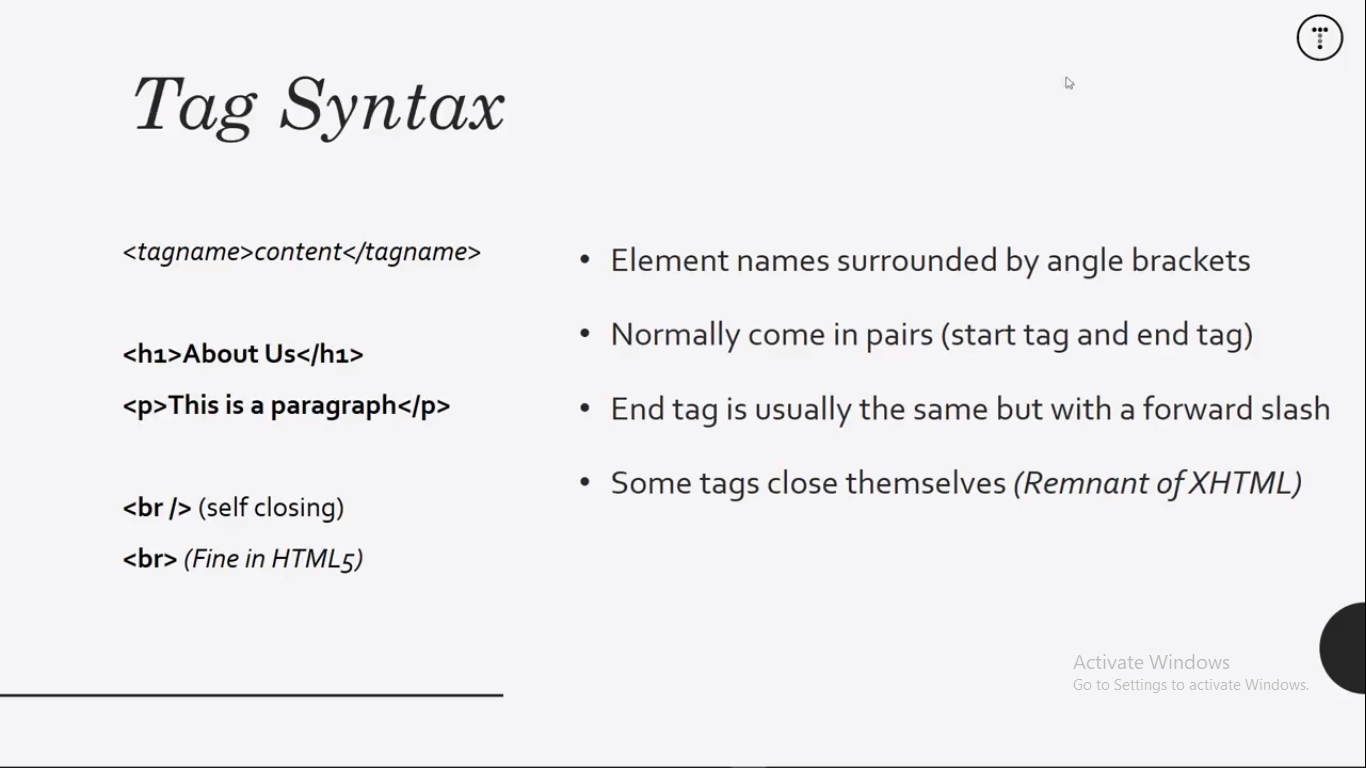 Tag Syntax
<tagname>content</tagname>
<h1>About Us</h1>
<p>This is a paragraph</p>
<br /> (self closing)
<br> (Fine in HTML5)
• Element names surrounded by angle brackets
• Normally come in pairs (start tag and end tag)
• End tag is usually the same but with a forward slash
• Some tags close themselves (Remnant of XHTML)
Activate Windows
Go to Settings to activate Windows.